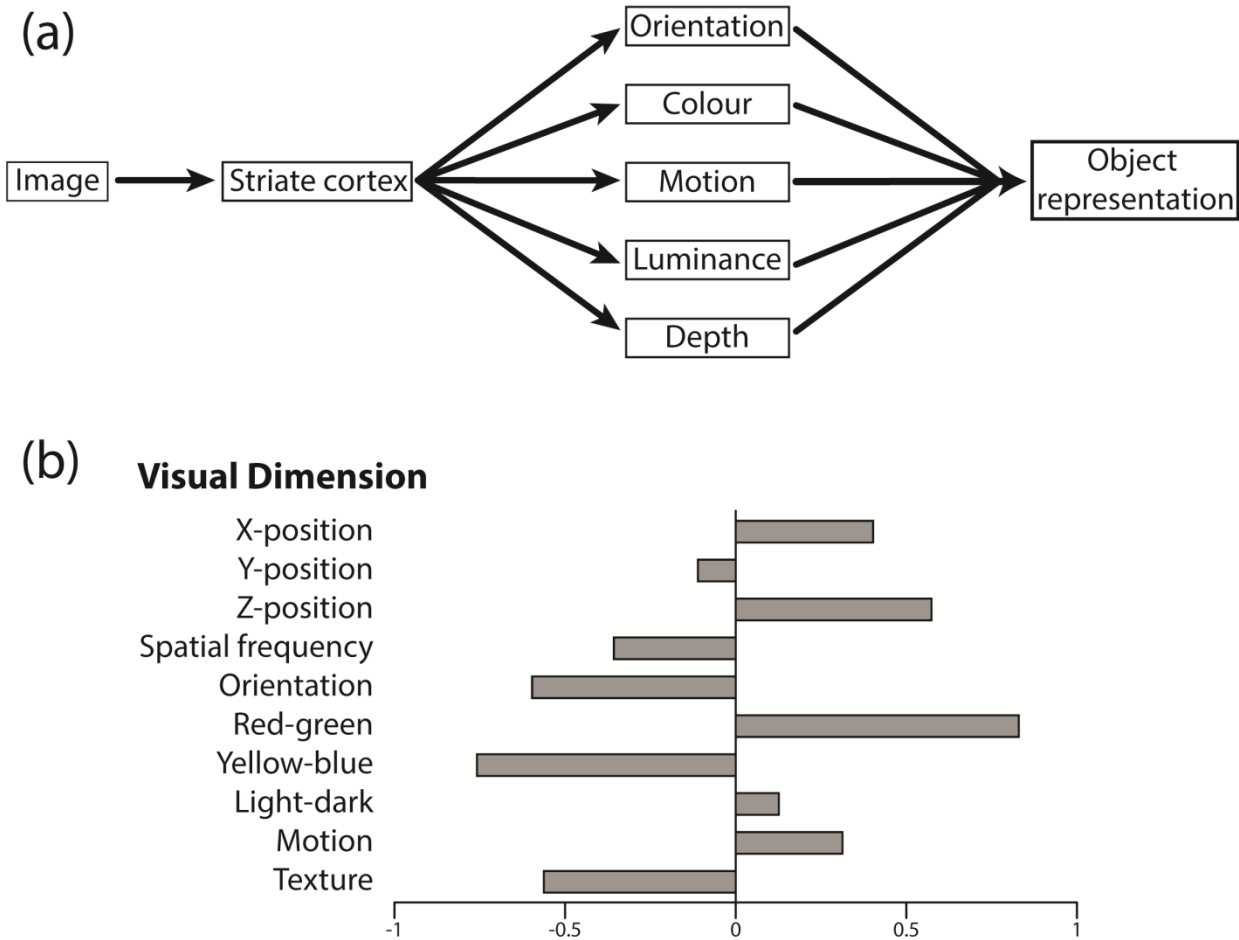 (a)
Orientation
Colour
Image
Striate cortex
Motion
Object
representation
Luminance
Depth
(b)
Visual Dimension
X-position
Y-position
Z-position
Spatial frequency
Orientation
Red-green
Yellow-blue
Light-dark
Motion
Texture
-1 -0.5 0 0.5 1